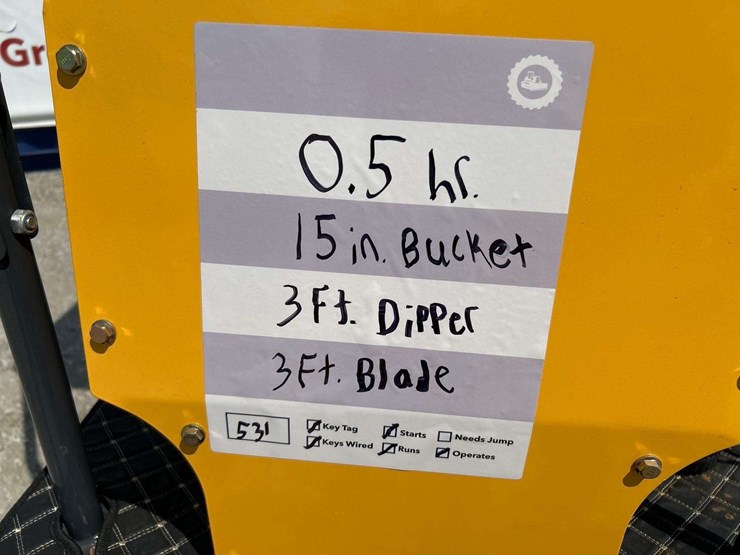 Gr
0.5 hr.
15 in. Bucket
3 Ft. Dipper
3 Ft. Blade
531 Key Tag Starts Needs Jump
Keys Wired Runs Operates